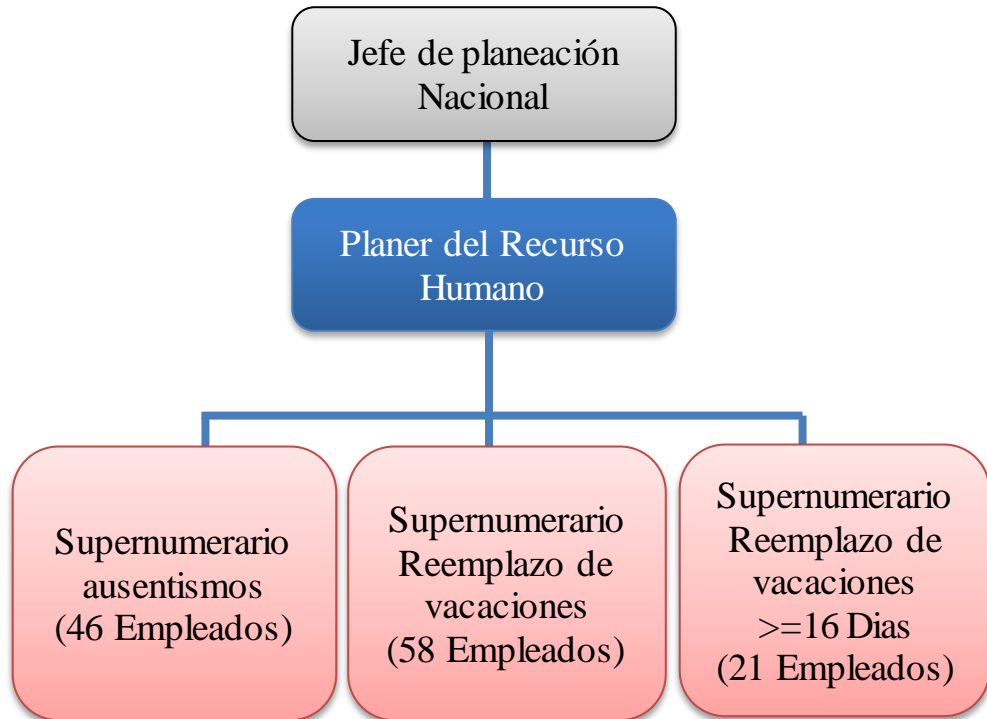 Jefe de planeación
Nacional
Planer del Recurso
Humano
Supernumerario
ausentismos
(46 Empleados)
Supernumerario
Reemplazo de
vacaciones
(58 Empleados)
Supernumerario
Reemplazo de
vacaciones
>=16 Dias
(21 Empleados)